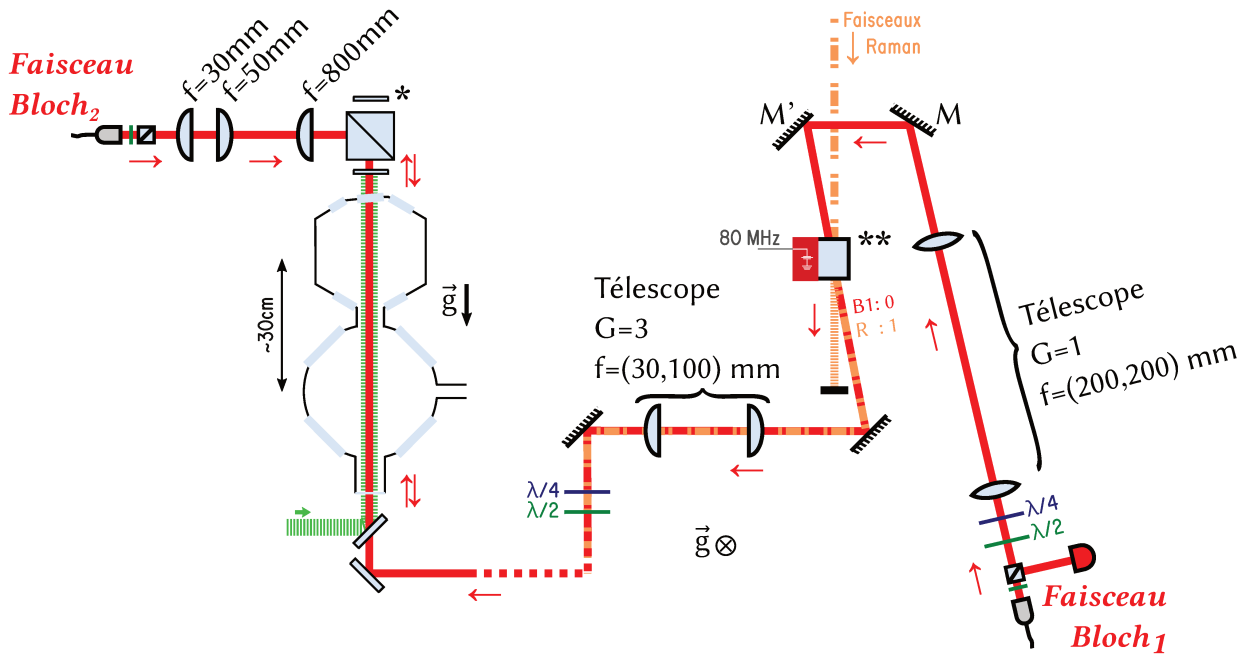 Faisceau
Bloch₂
f=30mm
f=50mm
f=800mm
*
~30cm
g⃗
Faisceaux
Raman
M'
M
80 MHz
**
B1: 0
R : 1
Télescope
G=3
f=(30,100) mm
Télescope
G=1
f=(200,200) mm
λ/4
λ/2
g⃗ ⊗
λ/4
λ/2
Faisceau
Bloch₁